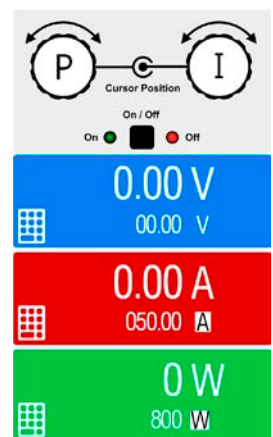 P I
Cursor Position
On / Off
On Off
0.00 V
00.00 V
0.00 A
050.00 A
0 W
800 W